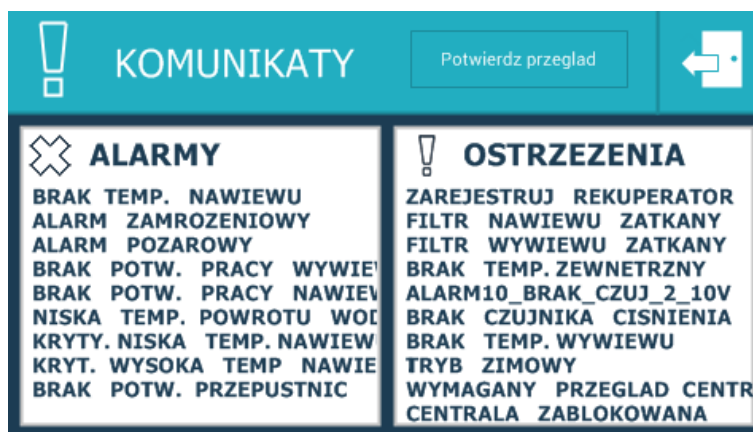 KOMUNIKATY
Potwierdz przeglad
ALARMY
BRAK TEMP. NAWIEWU
ALARM ZAMROZENIOWY
ALARM POZAROWY
BRAK POTW. PRACY WYWIE
BRAK POTW. PRACY NAWIEW
NISKA TEMP. POWROTU WOD
KRYTY. NISKA TEMP. NAWIEW
KRYT. WYSOKA TEMP NAWIE
BRAK POTW. PRZEPUSTNIC
OSTRZEZENIA
ZAREJESTRUJ REKUPERATOR
FILTR NAWIEWU ZATKANY
FILTR WYWIEWU ZATKANY
BRAK TEMP. ZEWNETRZNY
ALARM10_BRAK_CZUJ_2_10V
BRAK CZUJNIKA CISNIENIA
BRAK TEMP. WYWIEWU
TRYB ZIMOWY
WYMAGANY PRZEGLAD CENTR
CENTRALA ZABLOKOWANA